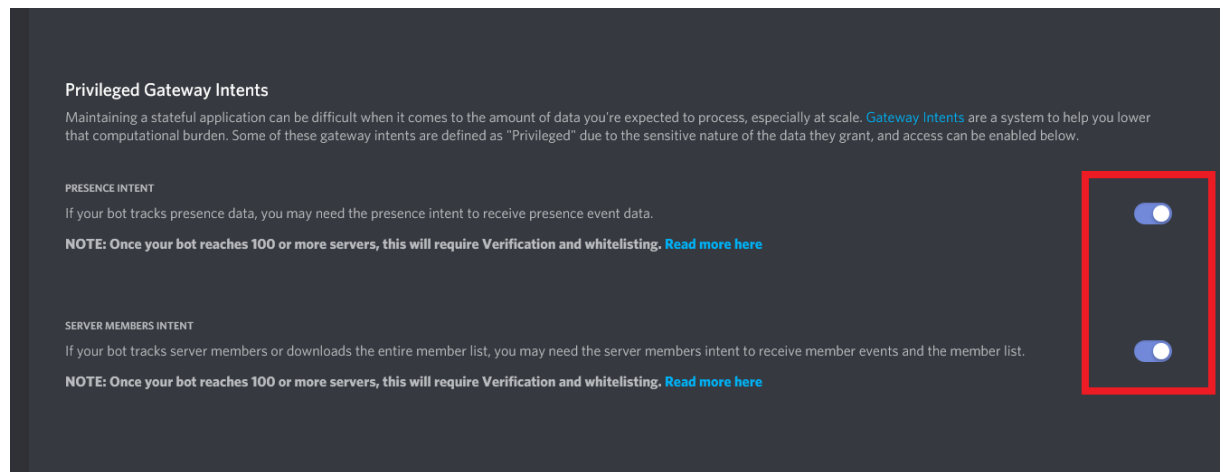 Privileged Gateway Intents
Maintaining a stateful application can be difficult when it comes to the amount of data you're expected to process, especially at scale. Gateway Intents are a system to help you lower
that computational burden. Some of these gateway intents are defined as "Privileged" due to the sensitive nature of the data they grant, and access can be enabled below.
PRESENCE INTENT
If your bot tracks presence data, you may need the presence intent to receive presence event data.
NOTE: Once your bot reaches 100 or more servers, this will require Verification and whitelisting. Read more here
SERVER MEMBERS INTENT
If your bot tracks server members or downloads the entire member list, you may need the server members intent to receive member events and the member list.
NOTE: Once your bot reaches 100 or more servers, this will require Verification and whitelisting. Read more here